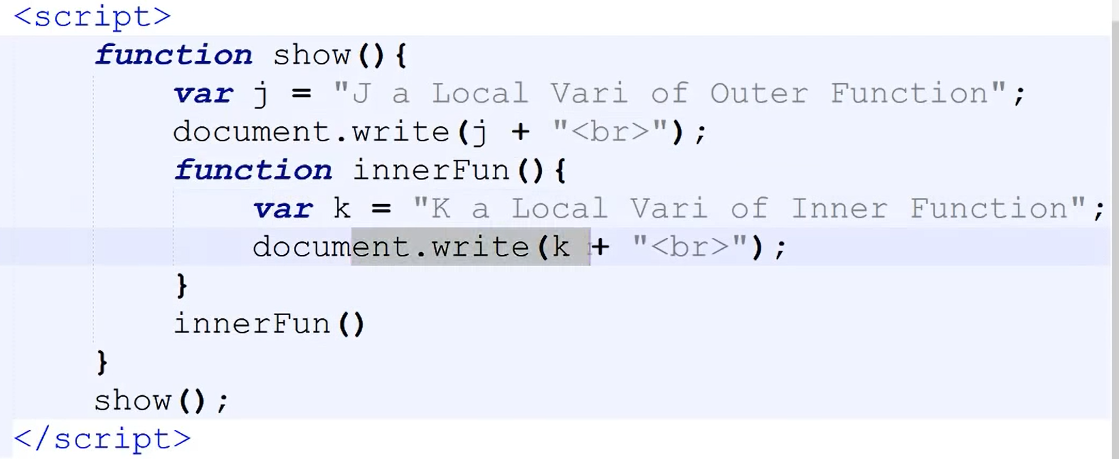 <script>
function show(){
var j = "J a Local Vari of Outer Function";
document.write(j + "<br>");
function innerFun(){
var k = "K a Local Vari of Inner Function";
document.write(k + "<br>");
}
innerFun()
}
show();
</script>